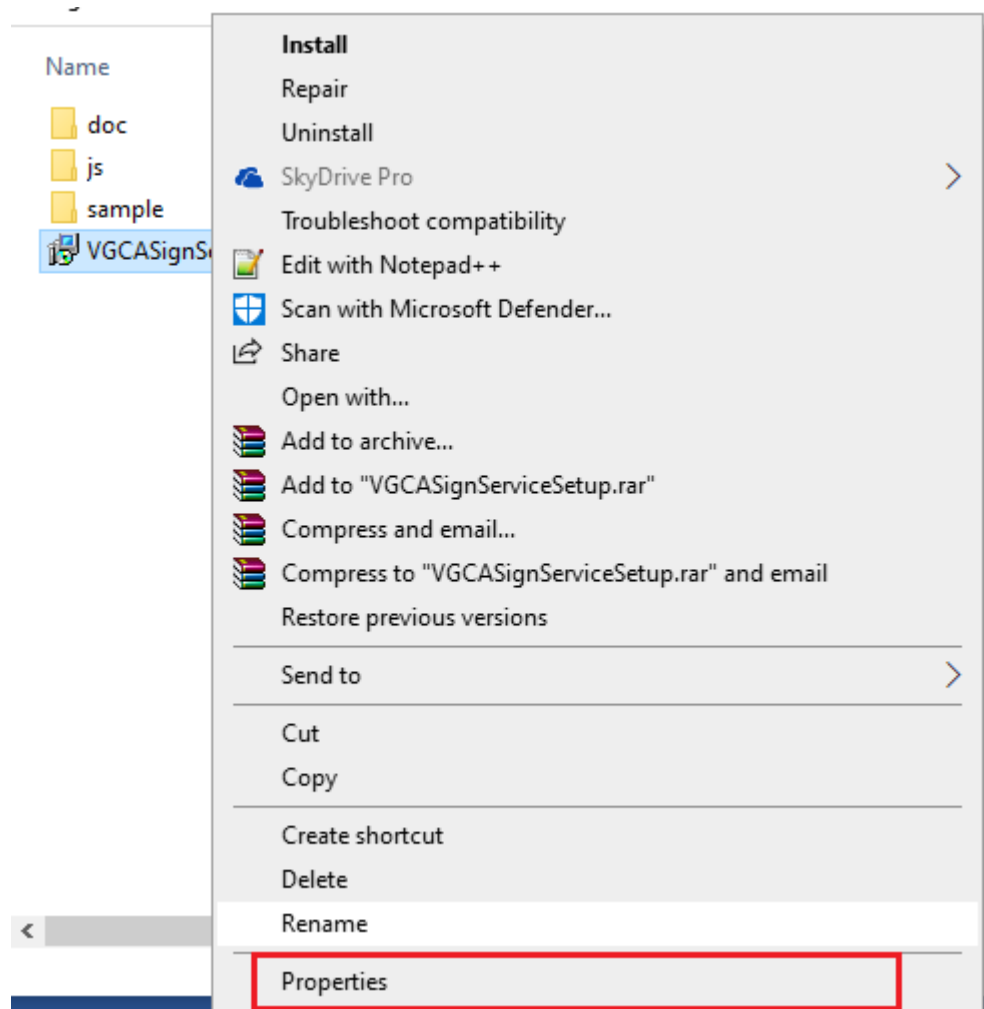 Name
doc
js
sample
VGCASignS
Install
Repair
Uninstall
SkyDrive Pro
Troubleshoot compatibility
Edit with Notepad++
Scan with Microsoft Defender...
Share
Open with...
Add to archive...
Add to "VGCASignServiceSetup.rar"
Compress and email...
Compress to "VGCASignServiceSetup.rar" and email
Restore previous versions
Send to
Cut
Copy
Create shortcut
Delete
Rename
Properties